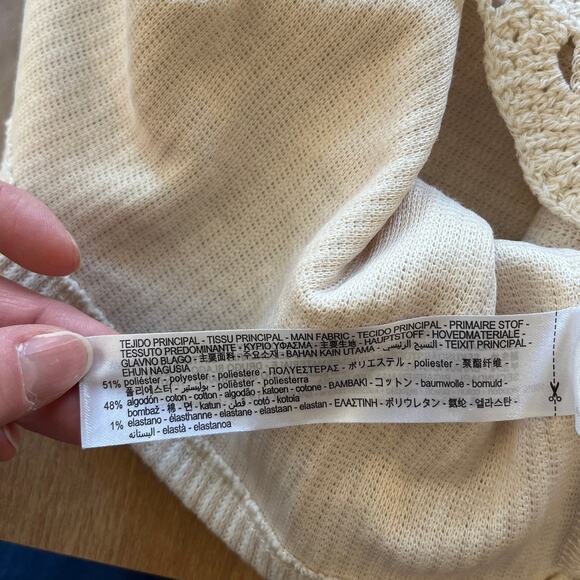 TEJIDO PRINCIPAL - TISSU PRINCIPAL - MAIN FABRIC - TECIDO PRINCIPAL - PRIMAIRE STOF -
TESSUTO PREDOMINANTE - ΚΥΡΙΟ ΥΦΑΣΜΑ - 主要生地 - HAUPTSTOFF - HOVEDMATERIALE -
GLAVNO BLAGO - 主要面料 - 주요소재 - BAHAN KAIN UTAMA - النسيج الرئيسي - TEIXIT PRINCIPAL -
EHUN NAGUSIA
51% poliéster - polyester - poliestere - ΠΟΛΥΕΣΤΕΡΑΣ - ポリエステル - poliester - 聚酯纤维 -
폴리에스터 - poliester - بوليستير - polièster - poliesterra
48% algodón - coton - cotton - algodão - katoen - cotone - ΒΑΜΒΑΚΙ - コットン - baumwolle - bomuld -
bombaž - 棉 - 면 - katun - قطن - cotó - kotoia
1% elastano - élasthanne - elastane - elastaan - elastan - ΕΛΑΣΤΙΝΗ - ポリウレタン - 氨纶 - 엘라스탄 -
الیستانه - elastà - elastanoa